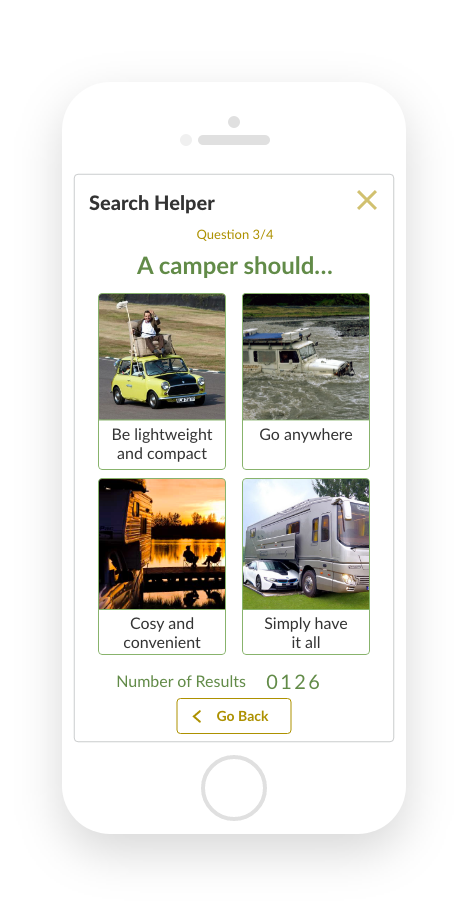 Search Helper
Question 3/4
A camper should...
Be lightweight
and compact
Go anywhere
Cosy and
convenient
Simply have
it all
Number of Results 0126
Go Back